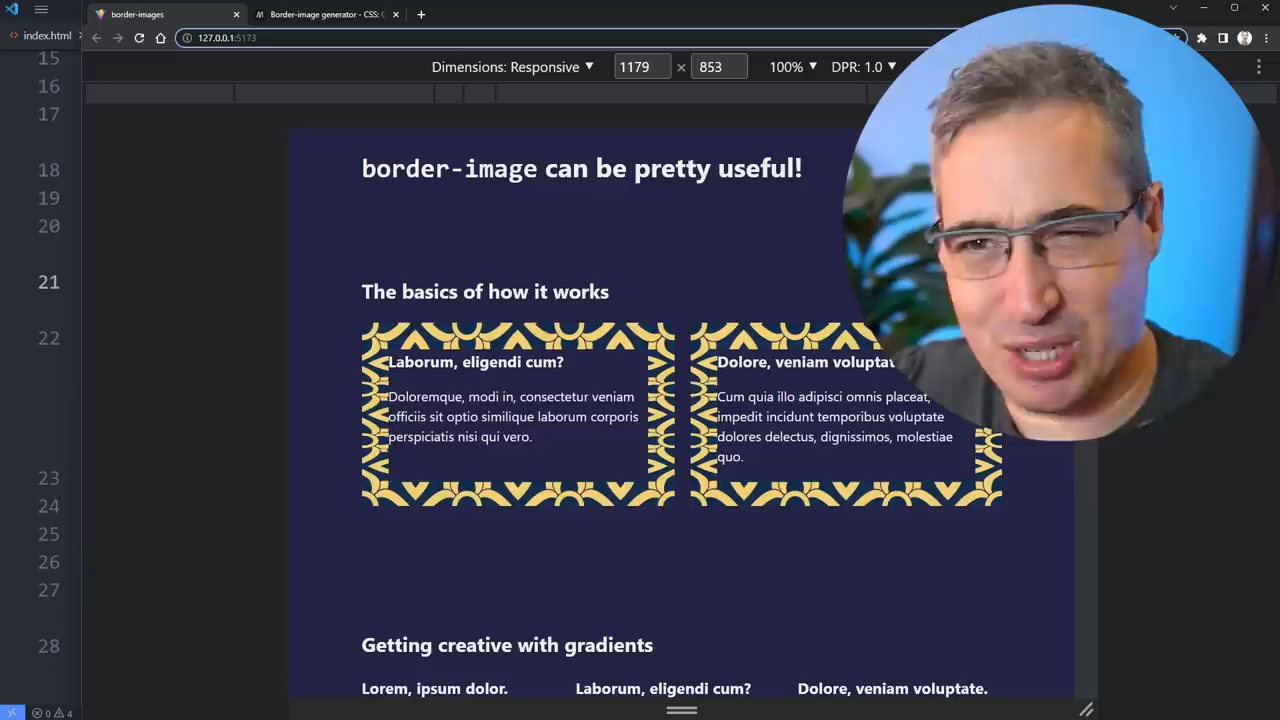 border-images
Border-image generator - CSS: C
index.html
127.0.0.1:5173
Dimensions: Responsive
1179 × 853
100%
DPR: 1.0
15
16
17
18
19
20
21
22
23
24
25
26
27
28
border-image can be pretty useful!
The basics of how it works
Laborum, eligendi cum?
Doloremque, modi in, consectetur veniam
officiis sit optio similique laborum corporis
perspiciatis nisi qui vero.
Dolore, veniam voluptat
Cum quia illo adipisci omnis placeat,
impedit incidunt temporibus voluptate
dolores delectus, dignissimos, molestiae
quo.
Getting creative with gradients
Lorem, ipsum dolor.
Laborum, eligendi cum?
Dolore, veniam voluptate.
0 4